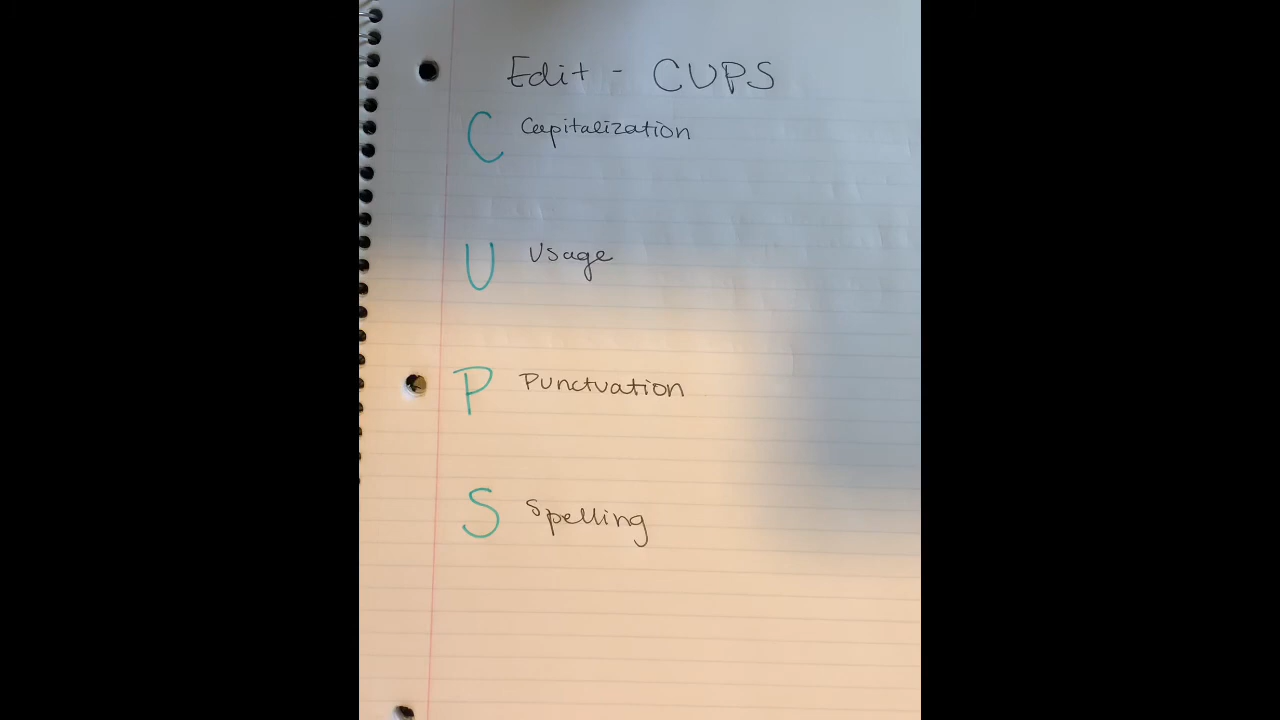 Edit - CUPS
C Capitalization
U Usage
P Punctuation
S Spelling